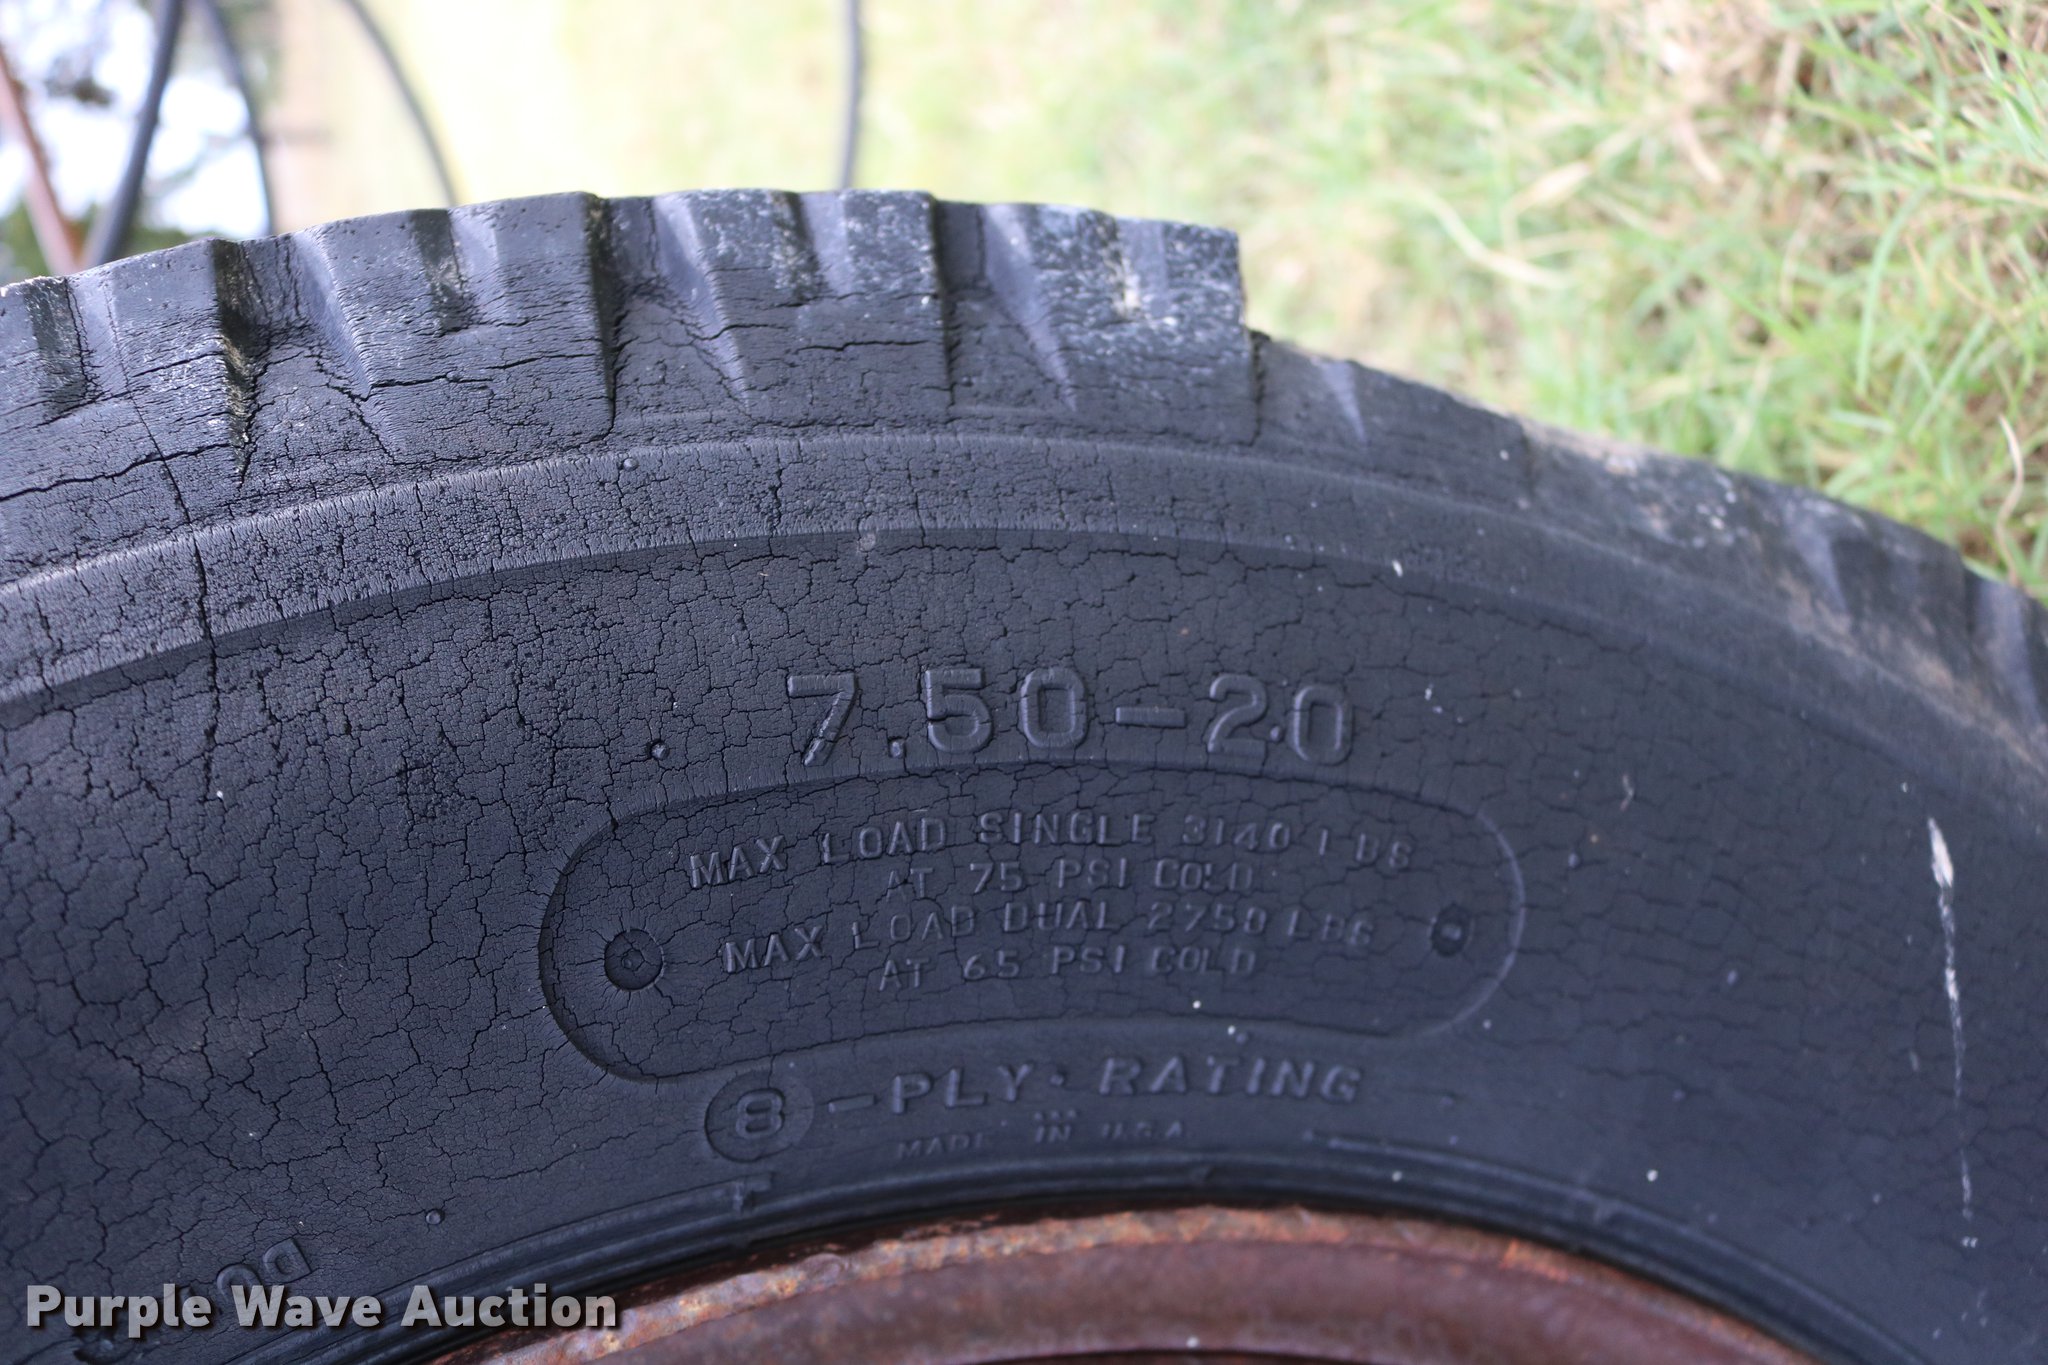 7.50-20
MAX LOAD SINGLE 3140 LBS
AT 75 PSI COLD
MAX LOAD DUAL 2750 LBS
AT 65 PSI COLD
8-PLY RATING
MADE IN U.S.A
Purple Wave Auction